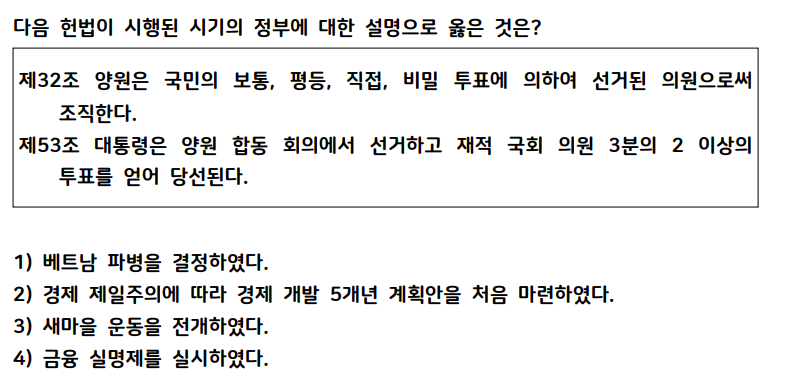 다음 헌법이 시행된 시기의 정부에 대한 설명으로 옳은 것은?
제32조 양원은 국민의 보통, 평등, 직접, 비밀 투표에 의하여 선거된 의원으로써
조직한다.
제53조 대통령은 양원 합동 회의에서 선거하고 재적 국회 의원 3분의 2 이상의
투표를 얻어 당선된다.
1) 베트남 파병을 결정하였다.
2) 경제 제일주의에 따라 경제 개발 5개년 계획안을 처음 마련하였다.
3) 새마을 운동을 전개하였다.
4) 금융 실명제를 실시하였다.